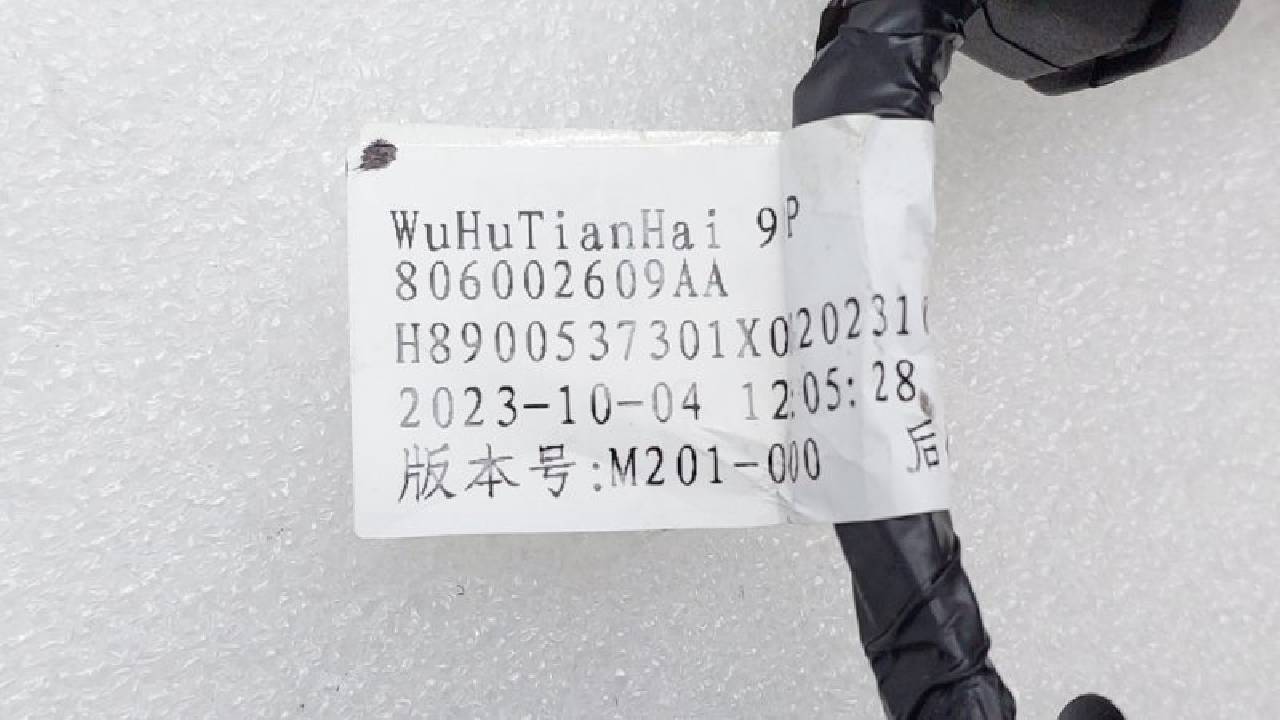 WuHuTianHai 9P
806002609AA
H8900537301X0202310
2023-10-04 12:05:28
版本号:M201-000 后